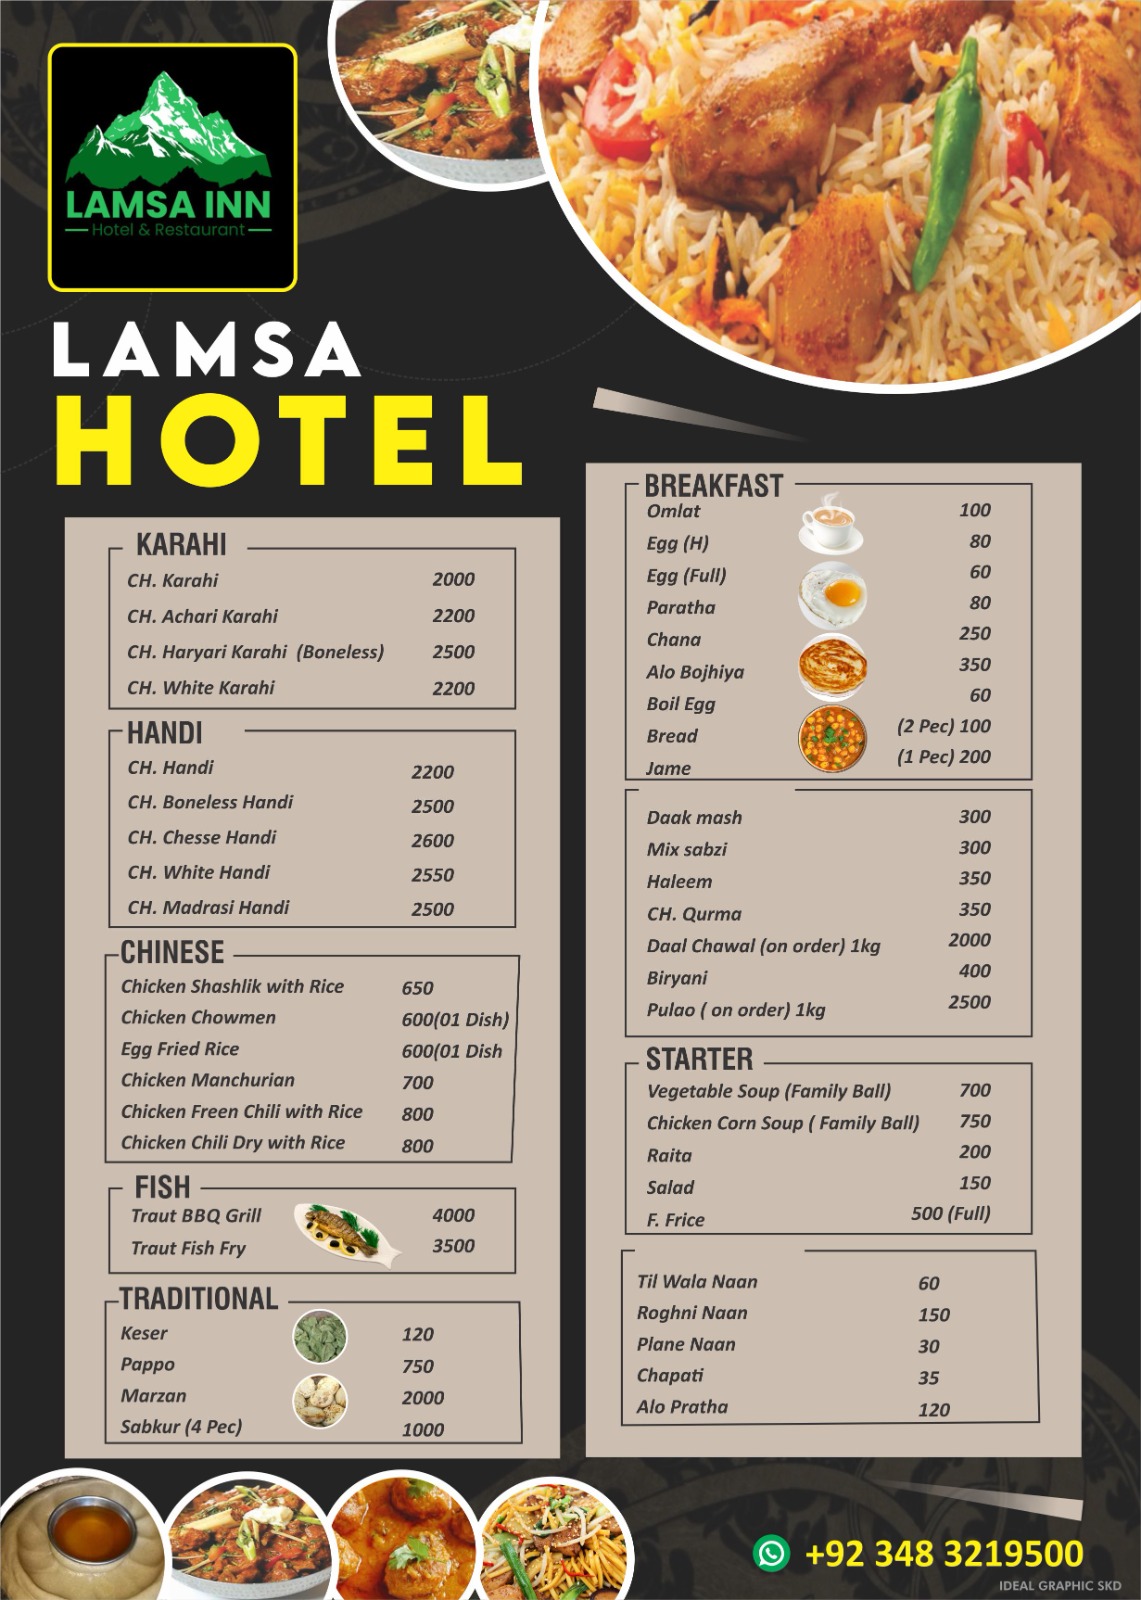 LAMSA INN
Hotel & Restaurant
LAMSA
HOTEL
KARAHI
CH. Karahi 2000
CH. Achari Karahi 2200
CH. Haryari Karahi (Boneless) 2500
CH. White Karahi 2200
HANDI
CH. Handi 2200
CH. Boneless Handi 2500
CH. Chesse Handi 2600
CH. White Handi 2550
CH. Madrasi Handi 2500
CHINESE
Chicken Shashlik with Rice 650
Chicken Chowmen 600(01 Dish)
Egg Fried Rice 600(01 Dish
Chicken Manchurian 700
Chicken Freen Chili with Rice 800
Chicken Chili Dry with Rice 800
FISH
Traut BBQ Grill 4000
Traut Fish Fry 3500
TRADITIONAL
Keser 120
Pappo 750
Marzan 2000
Sabkur (4 Pec) 1000
BREAKFAST
Omlat 100
Egg (H) 80
Egg (Full) 60
Paratha 80
Chana 250
Alo Bojhiya 350
Boil Egg 60
Bread (2 Pec) 100
Jame (1 Pec) 200
Daak mash 300
Mix sabzi 300
Haleem 350
CH. Qurma 350
Daal Chawal (on order) 1kg 2000
Biryani 400
Pulao ( on order) 1kg 2500
STARTER
Vegetable Soup (Family Ball) 700
Chicken Corn Soup ( Family Ball) 750
Raita 200
Salad 150
F. Frice 500 (Full)
Til Wala Naan 60
Roghni Naan 150
Plane Naan 30
Chapati 35
Alo Pratha 120
+92 348 3219500
IDEAL GRAPHIC SKD